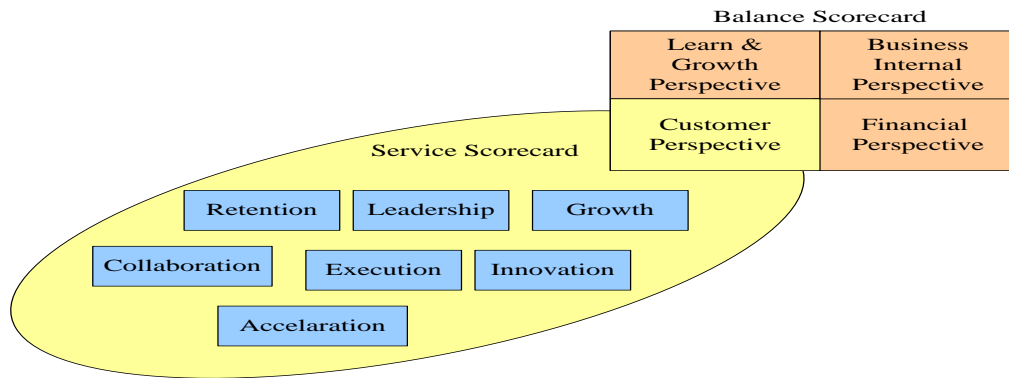 Balance Scorecard
Learn &
Growth
Perspective
Business
Internal
Perspective
Customer
Perspective
Financial
Perspective
Service Scorecard
Retention
Leadership
Growth
Collaboration
Execution
Innovation
Accelaration